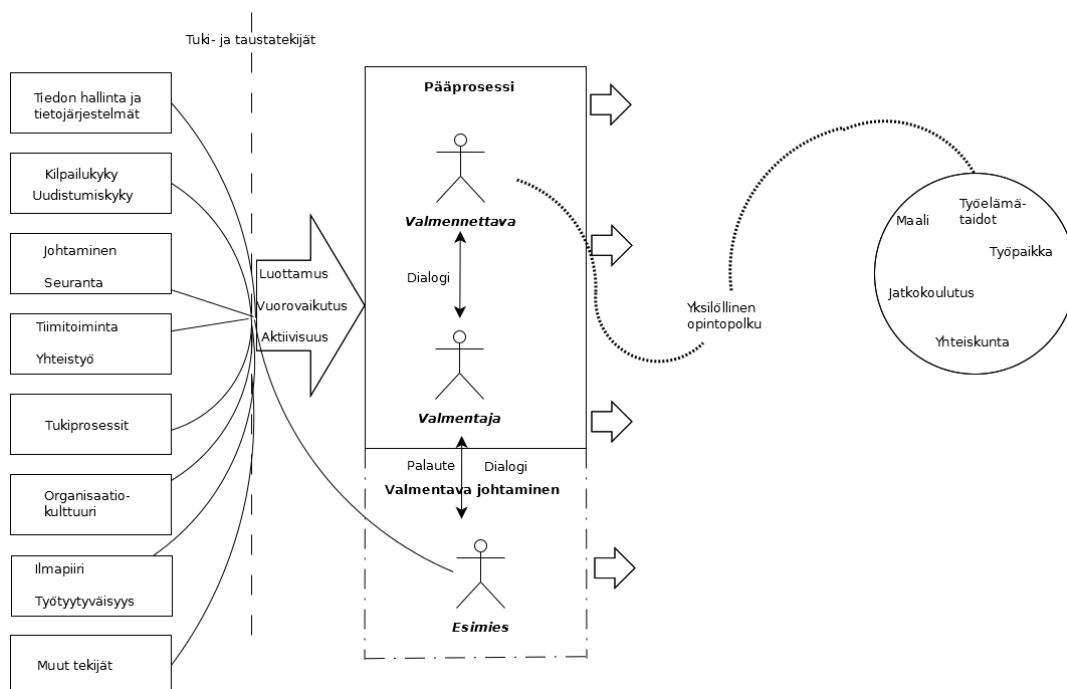 Tuki- ja taustatekijät
Tiedon hallinta ja
tietojärjestelmät
Kilpailukyky
Uudistumiskyky
Johtaminen
Seuranta
Tiimitoiminta
Yhteistyö
Tukiprosessit
Organisaatio-
kulttuuri
Ilmapiiri
Työtyytyväisyys
Muut tekijät
Luottamus
Vuorovaikutus
Aktiivisuus
Pääprosessi
Valmennettava
Dialogi
Valmentaja
Palaute
Dialogi
Valmentava johtaminen
Esimies
Yksilöllinen
opintopolku
Maali
Työelämä-
taidot
Työpaikka
Jatkokoulutus
Yhteiskunta